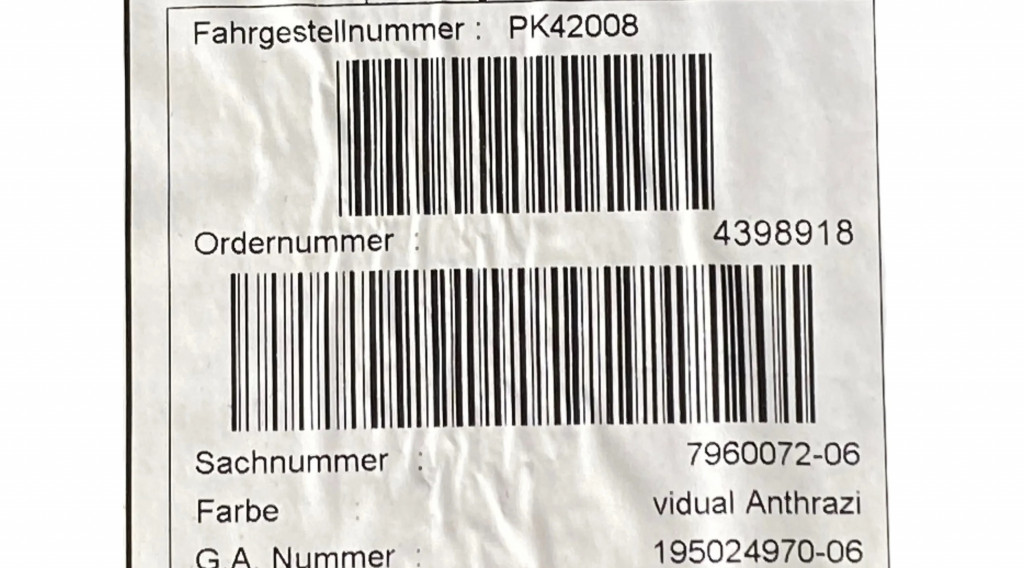 Fahrgestellnummer : PK42008
Ordernummer : 4398918
Sachnummer : 7960072-06
Farbe : vidual Anthrazi
G.A. Nummer : 195024970-06